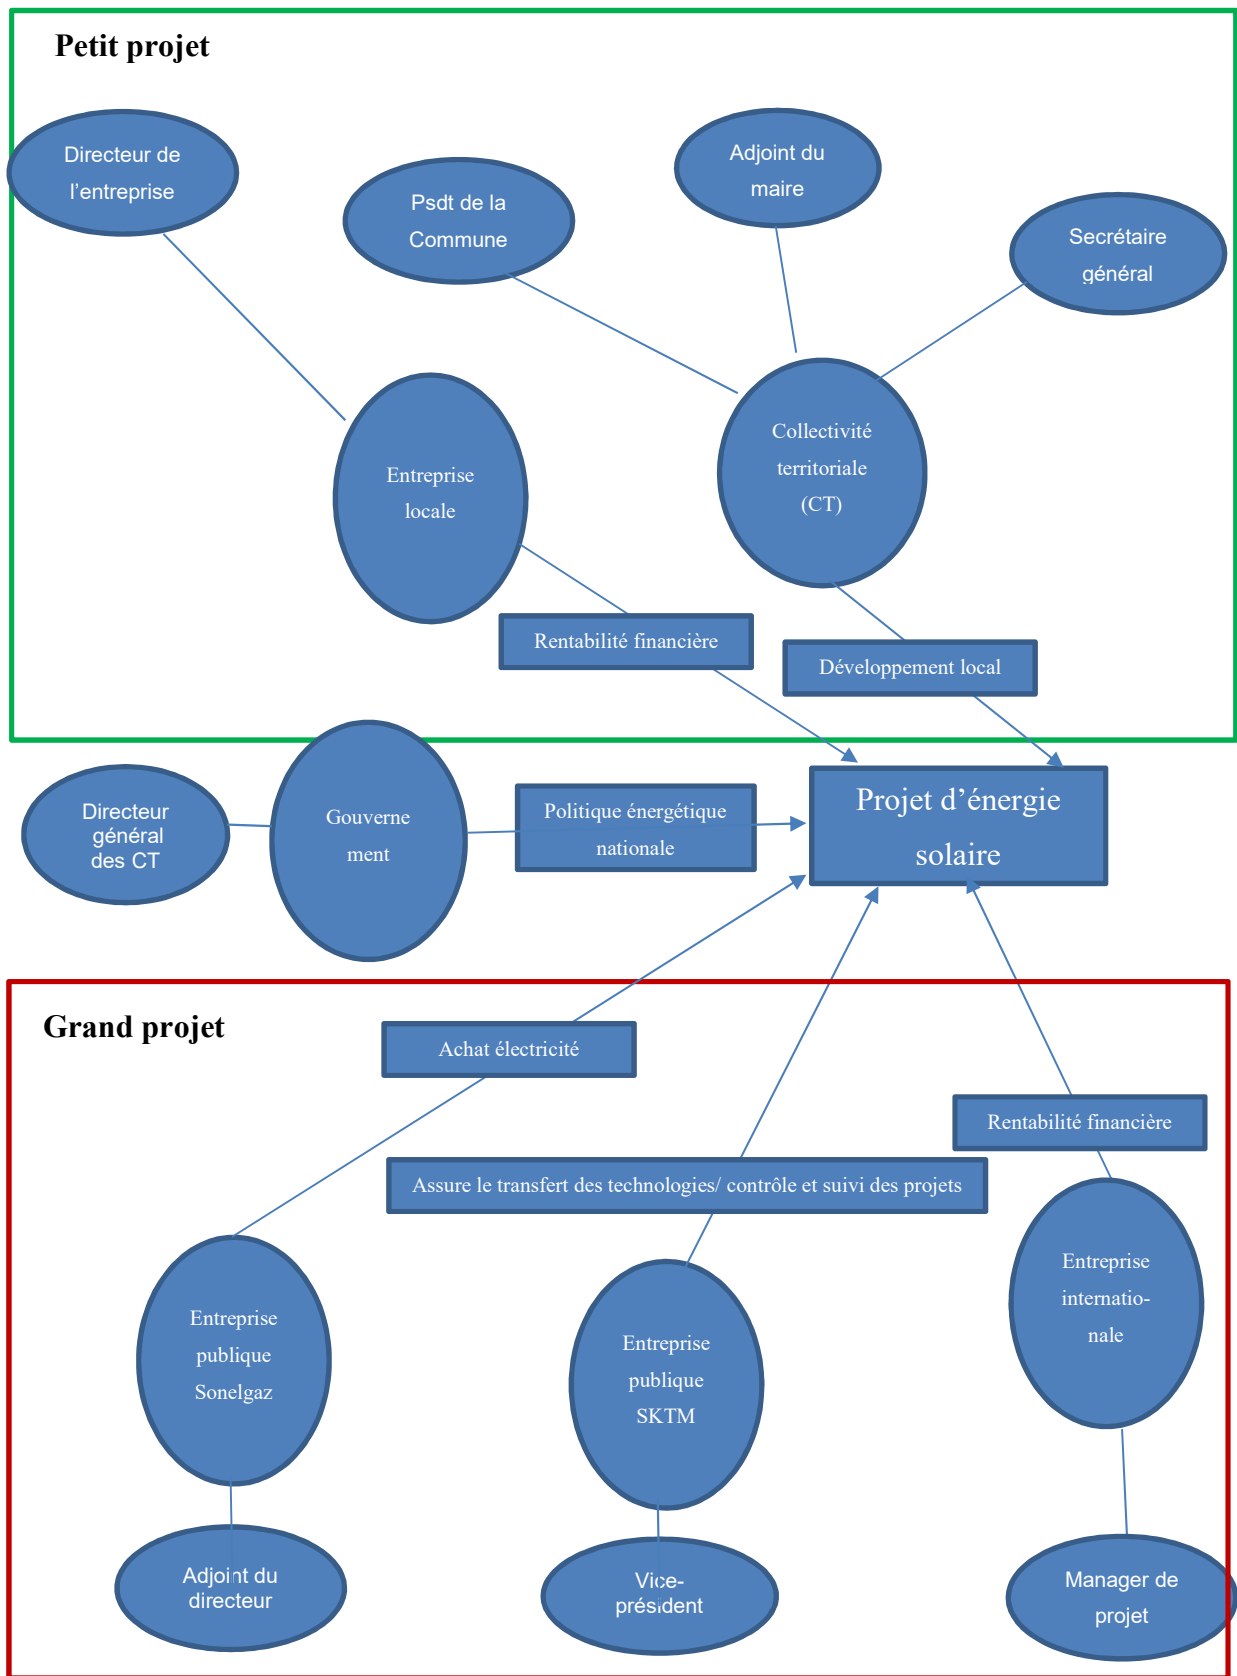 Petit projet
Directeur de
l’entreprise
Psdt de la
Commune
Adjoint du
maire
Secrétaire
général
Entreprise
locale
Collectivité
territoriale
(CT)
Rentabilité financière
Développement local
Directeur
général
des CT
Gouverne
ment
Politique énergétique
nationale
Projet d’énergie
solaire
Grand projet
Achat électricité
Rentabilité financière
Assure le transfert des technologies/ contrôle et suivi des projets
Entreprise
publique
Sonelgaz
Entreprise
publique
SKTM
Entreprise
internatio-
nale
Adjoint du
directeur
Vice-
président
Manager de
projet